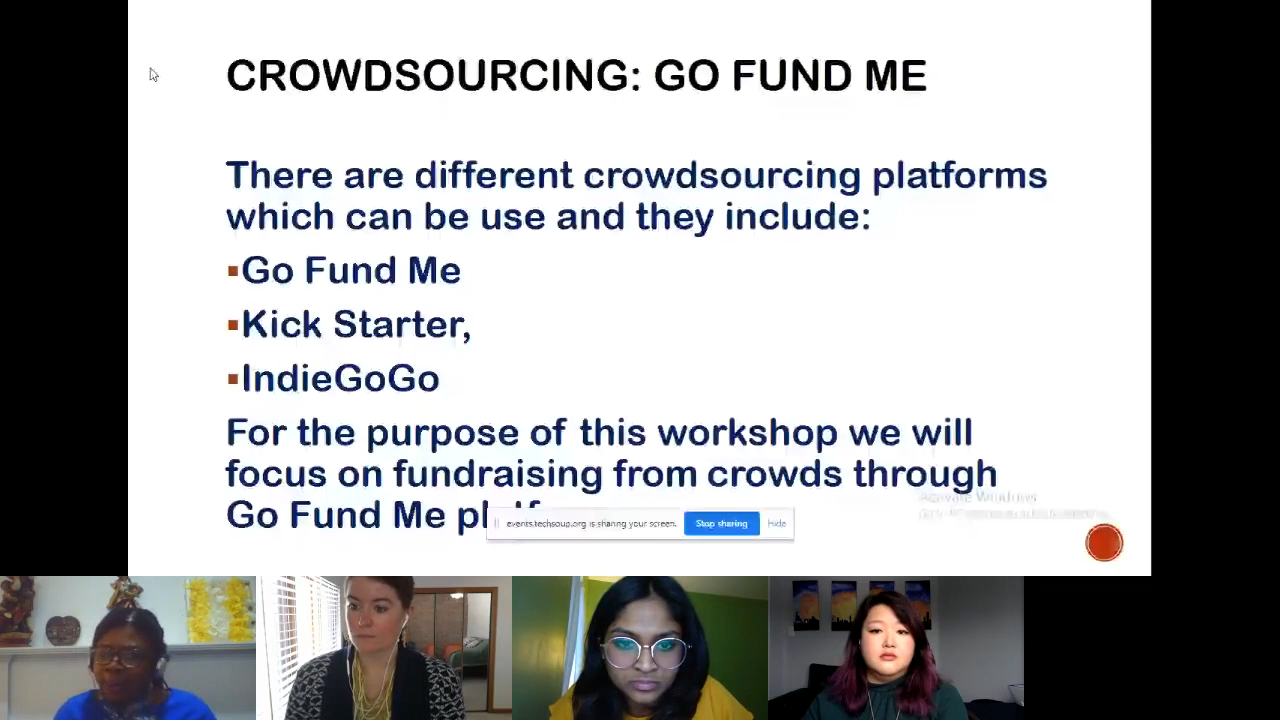 CROWDSOURCING: GO FUND ME
There are different crowdsourcing platforms
which can be use and they include:
▪Go Fund Me
▪Kick Starter,
▪IndieGoGo
For the purpose of this workshop we will
focus on fundraising from crowds through
Go Fund Me
events.techsoup.org is sharing your screen. Stop sharing Hide
Activate Windows